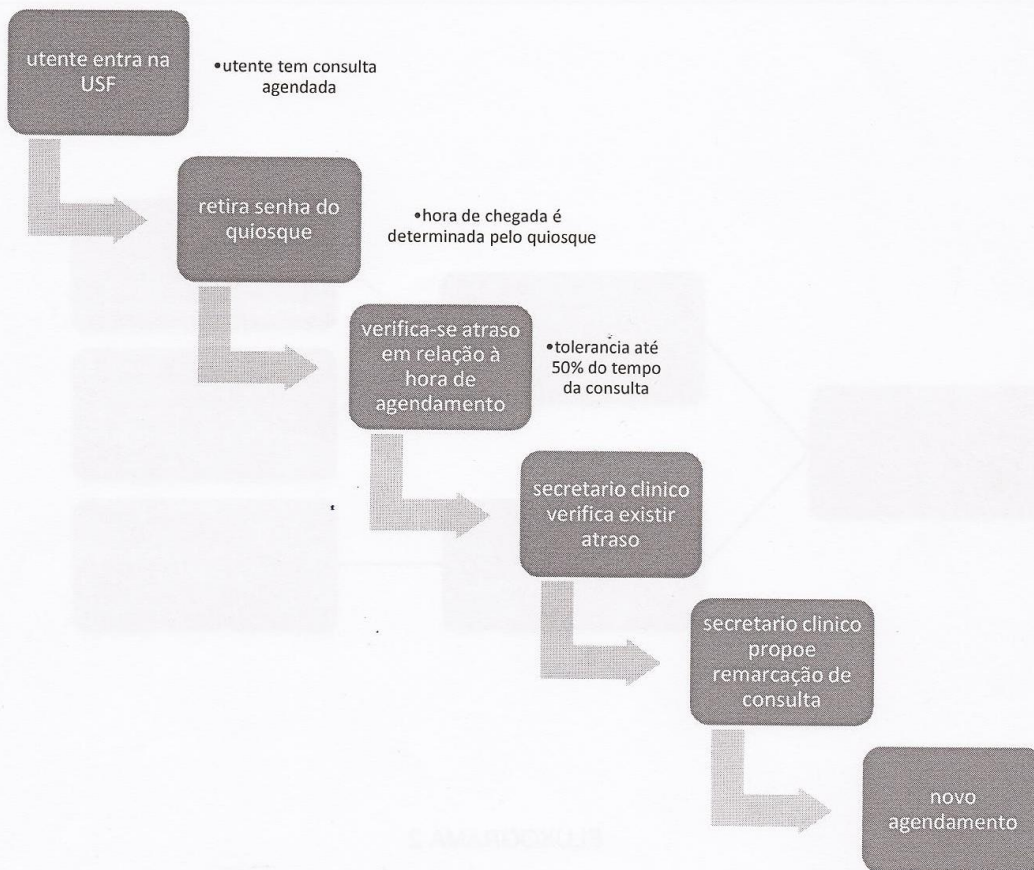 utente entra na
USF
•utente tem consulta
agendada
retira senha do
quiosque
•hora de chegada é
determinada pelo quiosque
verifica-se atraso
em relação à
hora de
agendamento
•tolerancia até
50% do tempo
da consulta
secretario clinico
verifica existir
atraso
secretario clinico
propoe
remarcação de
consulta
novo
agendamento
FLUXOGRAMA 2